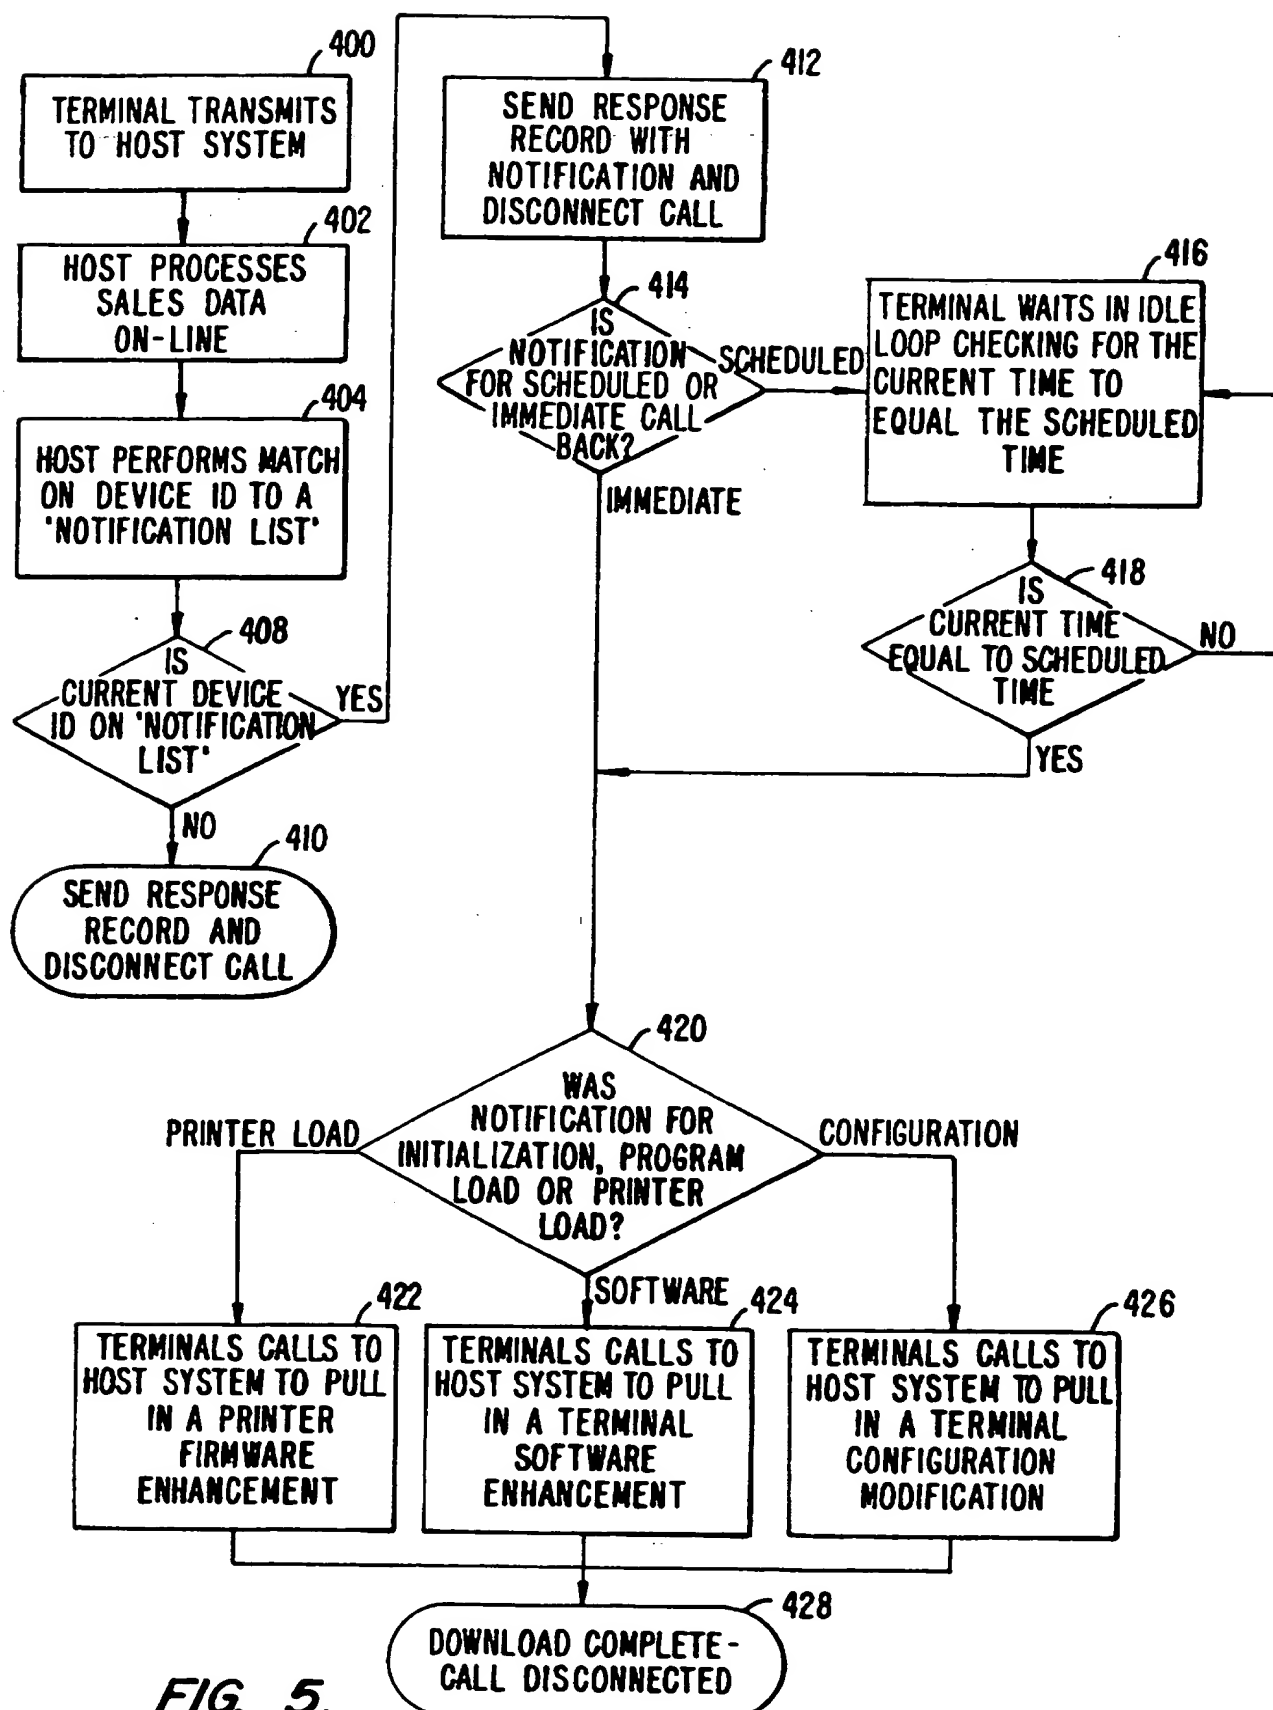 400
TERMINAL TRANSMITS
TO HOST SYSTEM
402
HOST PROCESSES
SALES DATA
ON-LINE
404
HOST PERFORMS MATCH
ON DEVICE ID TO A
'NOTIFICATION LIST'
408
IS
CURRENT DEVICE
ID ON 'NOTIFICATION
LIST'
YES
NO
410
SEND RESPONSE
RECORD AND
DISCONNECT CALL
412
SEND RESPONSE
RECORD WITH
NOTIFICATION AND
DISCONNECT CALL
414
IS
NOTIFICATION
FOR SCHEDULED OR
IMMEDIATE CALL
BACK?
SCHEDULED
IMMEDIATE
416
TERMINAL WAITS IN IDLE
LOOP CHECKING FOR THE
CURRENT TIME TO
EQUAL THE SCHEDULED
TIME
418
IS
CURRENT TIME
EQUAL TO SCHEDULED
TIME
NO
YES
420
WAS
NOTIFICATION FOR
INITIALIZATION, PROGRAM
LOAD OR PRINTER
LOAD?
PRINTER LOAD
CONFIGURATION
SOFTWARE
422
TERMINALS CALLS TO
HOST SYSTEM TO PULL
IN A PRINTER
FIRMWARE
ENHANCEMENT
424
TERMINALS CALLS TO
HOST SYSTEM TO PULL
IN A TERMINAL
SOFTWARE
ENHANCEMENT
426
TERMINALS CALLS TO
HOST SYSTEM TO PULL
IN A TERMINAL
CONFIGURATION
MODIFICATION
428
DOWNLOAD COMPLETE-
CALL DISCONNECTED
FIG. 5.